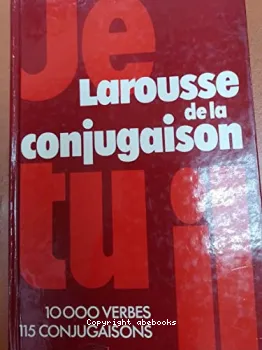 Je
Larousse
de la
conjugaison
tu
il
10 000 VERBES
115 CONJUGAISONS
Copyright abebooks